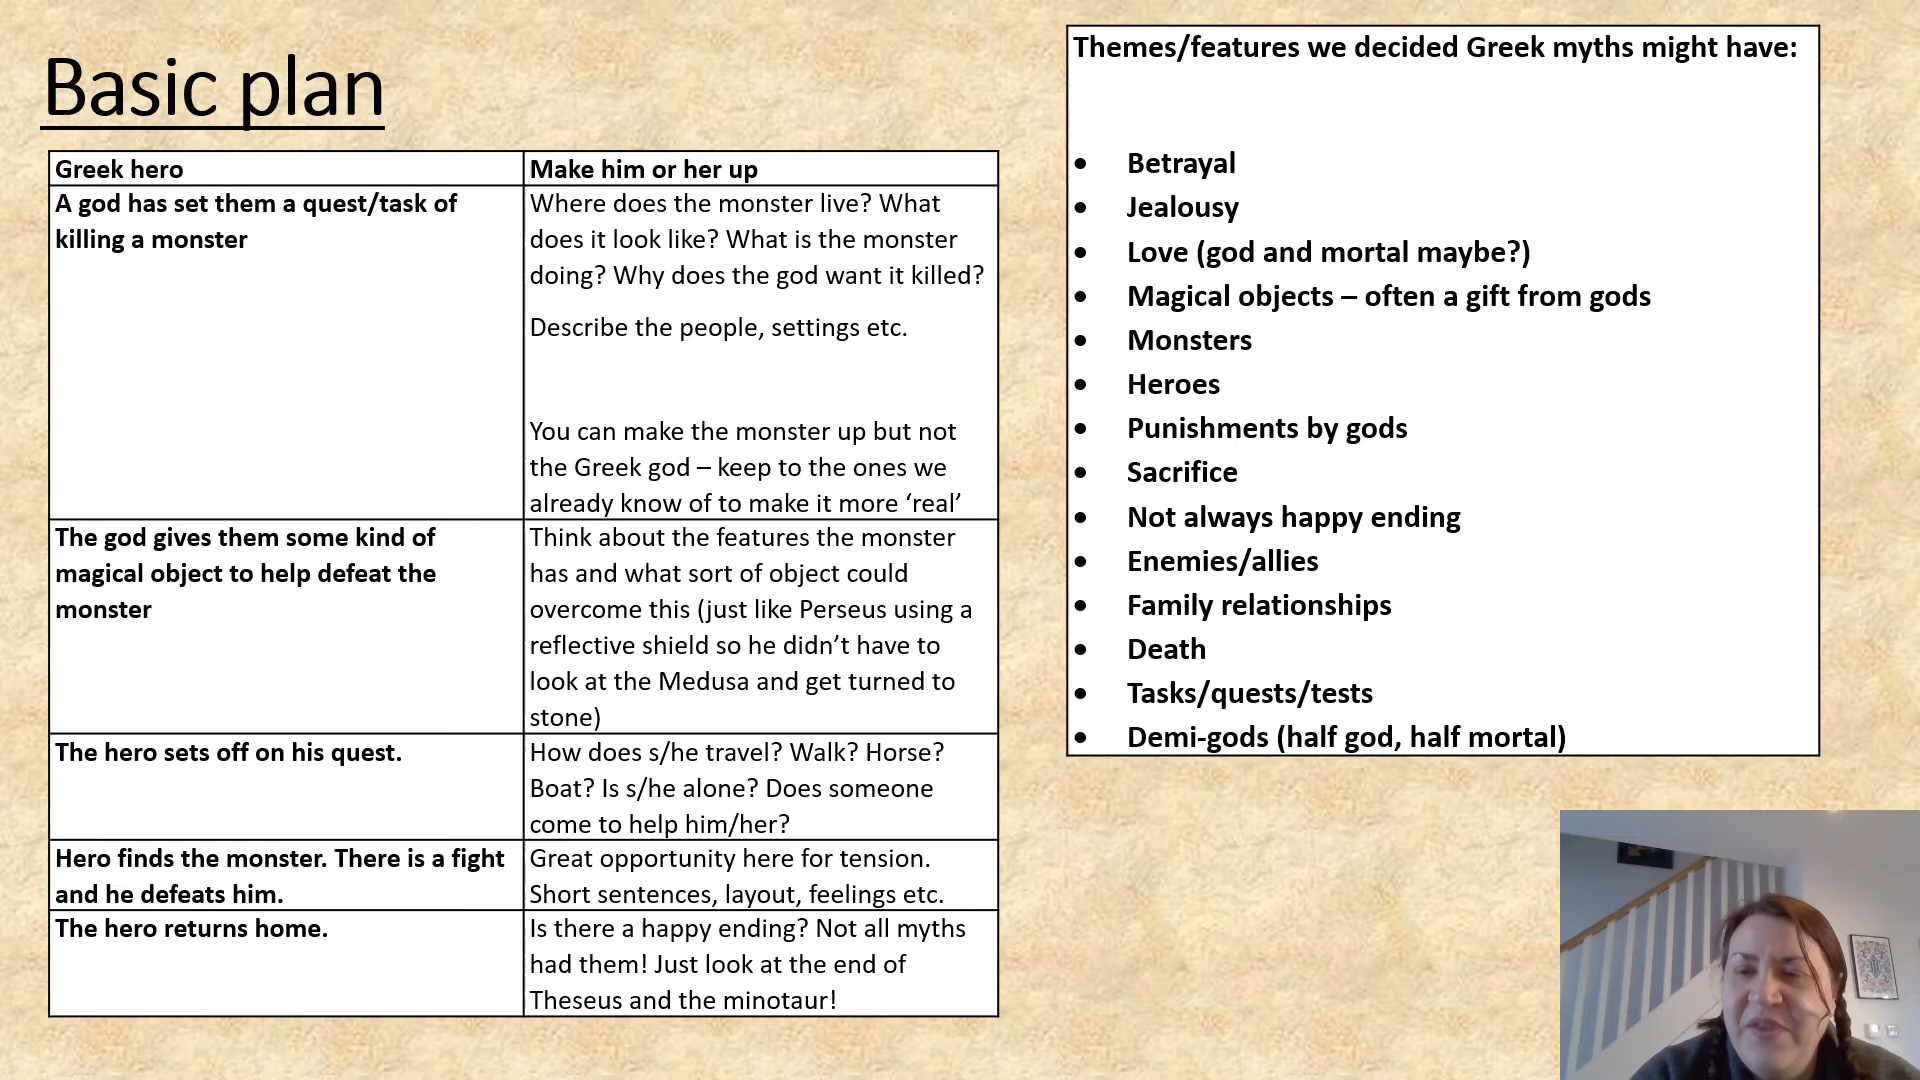 Basic plan
Greek hero
Make him or her up
A god has set them a quest/task of
killing a monster
Where does the monster live? What
does it look like? What is the monster
doing? Why does the god want it killed?
Describe the people, settings etc.
You can make the monster up but not
the Greek god – keep to the ones we
already know of to make it more ‘real’
The god gives them some kind of
magical object to help defeat the
monster
Think about the features the monster
has and what sort of object could
overcome this (just like Perseus using a
reflective shield so he didn’t have to
look at the Medusa and get turned to
stone)
The hero sets off on his quest.
How does s/he travel? Walk? Horse?
Boat? Is s/he alone? Does someone
come to help him/her?
Hero finds the monster. There is a fight
and he defeats him.
Great opportunity here for tension.
Short sentences, layout, feelings etc.
The hero returns home.
Is there a happy ending? Not all myths
had them! Just look at the end of
Theseus and the minotaur!
Themes/features we decided Greek myths might have:
• Betrayal
• Jealousy
• Love (god and mortal maybe?)
• Magical objects – often a gift from gods
• Monsters
• Heroes
• Punishments by gods
• Sacrifice
• Not always happy ending
• Enemies/allies
• Family relationships
• Death
• Tasks/quests/tests
• Demi-gods (half god, half mortal)